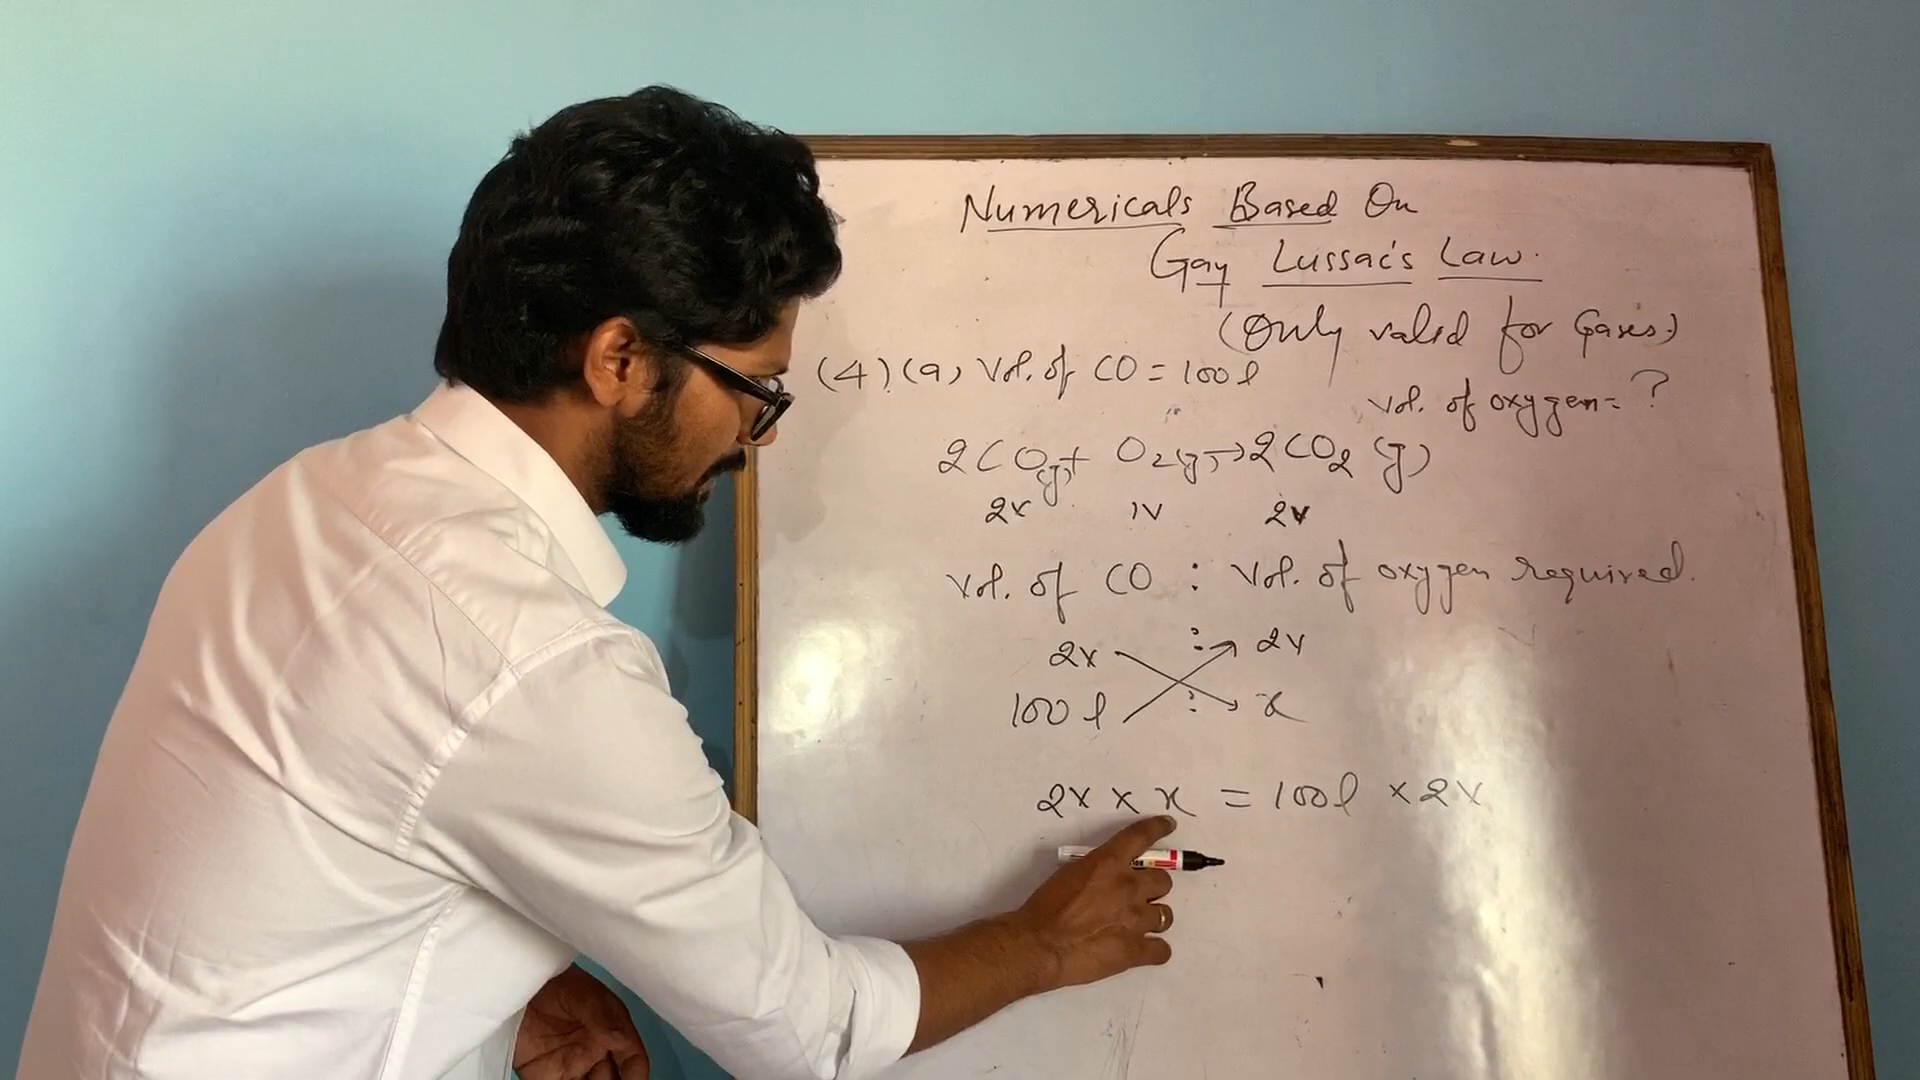 Numericals Based On
Gay Lussac's Law.
(Only valid for Gases.)
(4) (a) Vol. of CO = 100 l
Vol. of oxygen = ?
2CO(g) + O2(g) → 2CO2 (g)
2V 1V 2V
Vol. of CO : Vol. of oxygen required.
2V : 2V
100 l : x
2V × x = 100 l × 2V